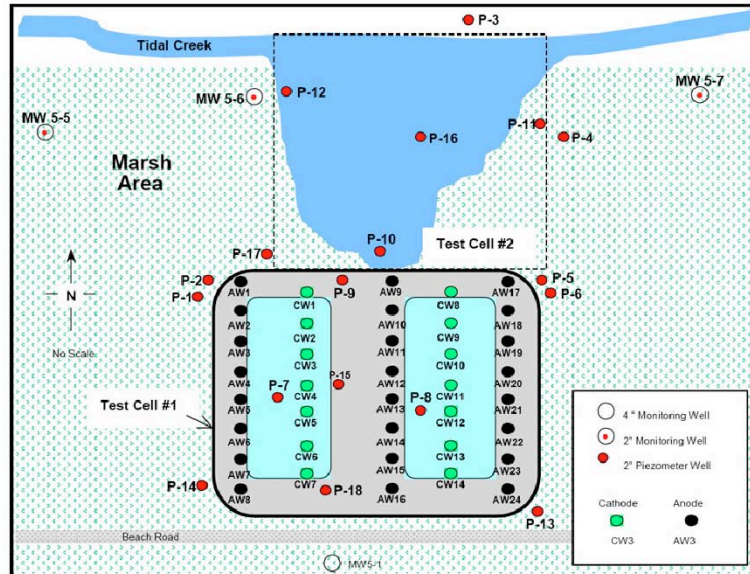 P-3
Tidal Creek
MW 5-6
P-12
MW 5-7
MW 5-5
P-11
P-16
P-4
Marsh
Area
P-17
P-10
Test Cell #2
P-2
P-9
P-5
P-1
P-6
N
No Scale
AW1
CW1
AW9
CW8
AW17
AW2
CW2
AW10
CW9
AW18
AW3
CW3
AW11
CW10
AW19
AW4
P-15
AW12
AW20
P-7
CW4
P-8
CW11
Test Cell #1
AW5
CW5
AW13
CW12
AW21
AW6
CW6
AW14
CW13
AW22
AW7
AW15
AW23
P-14
CW7
P-18
CW14
AW8
AW16
AW24
P-13
Beach Road
MW5-1
4" Monitoring Well
2" Monitoring Well
2" Piezometer Well
Cathode
Anode
CW3
AW3